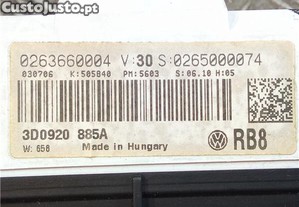 Custojusto.pt
0263660004 V:30 S:0265000074
030706 K:505840 PM:5603 S:06.10 H:05
3D0920 885A
W: 658 Made in Hungary RB8